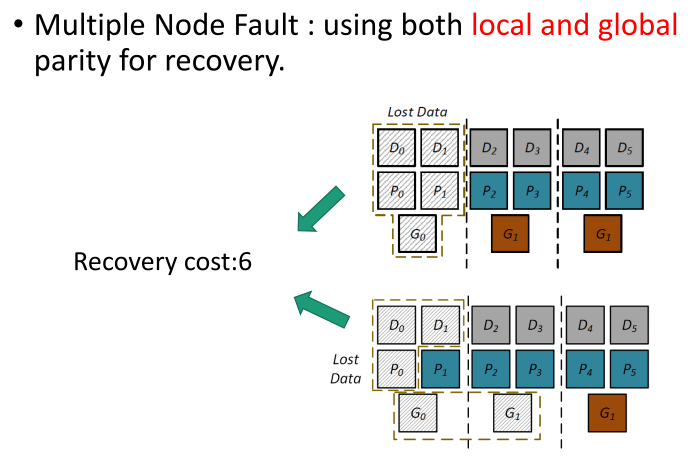 • Multiple Node Fault : using both local and global
parity for recovery.
Lost Data
D0 D1 D2 D3 D4 D5
P0 P1 P2 P3 P4 P5
G0 G1 G1
Recovery cost:6
D0 D1 D2 D3 D4 D5
Lost
Data
P0 P1 P2 P3 P4 P5
G0 G1 G1